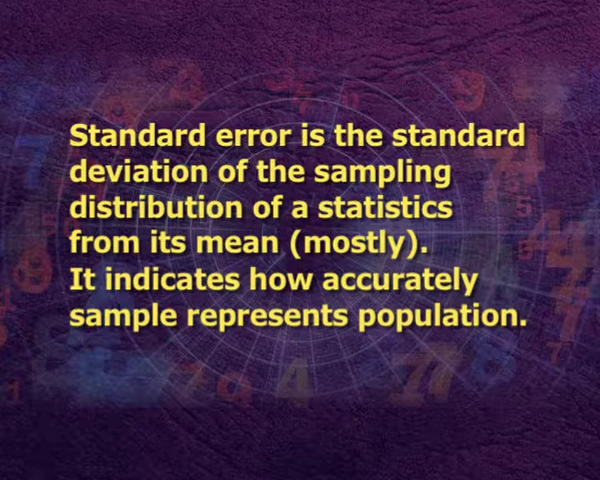 Standard error is the standard
deviation of the sampling
distribution of a statistics
from its mean (mostly).
It indicates how accurately
sample represents population.